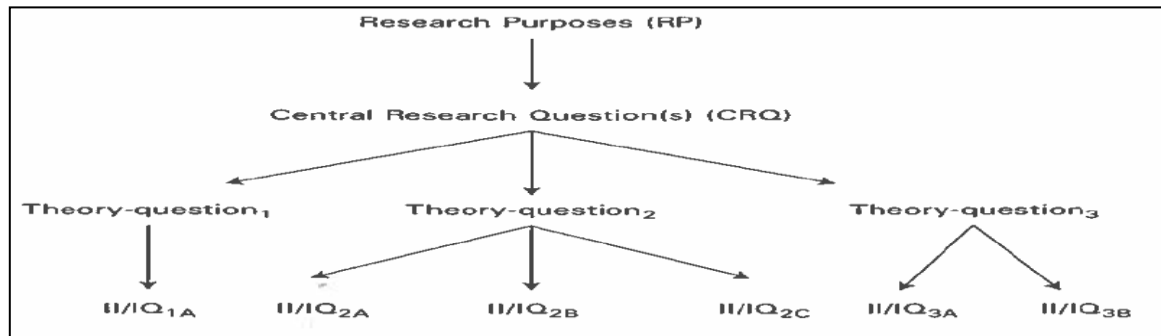 Research Purposes (RP)
Central Research Question(s) (CRQ)
Theory-question₁ Theory-question₂ Theory-question₃
II/IQ₁A II/IQ₂A II/IQ₂B II/IQ₂C II/IQ₃A II/IQ₃B